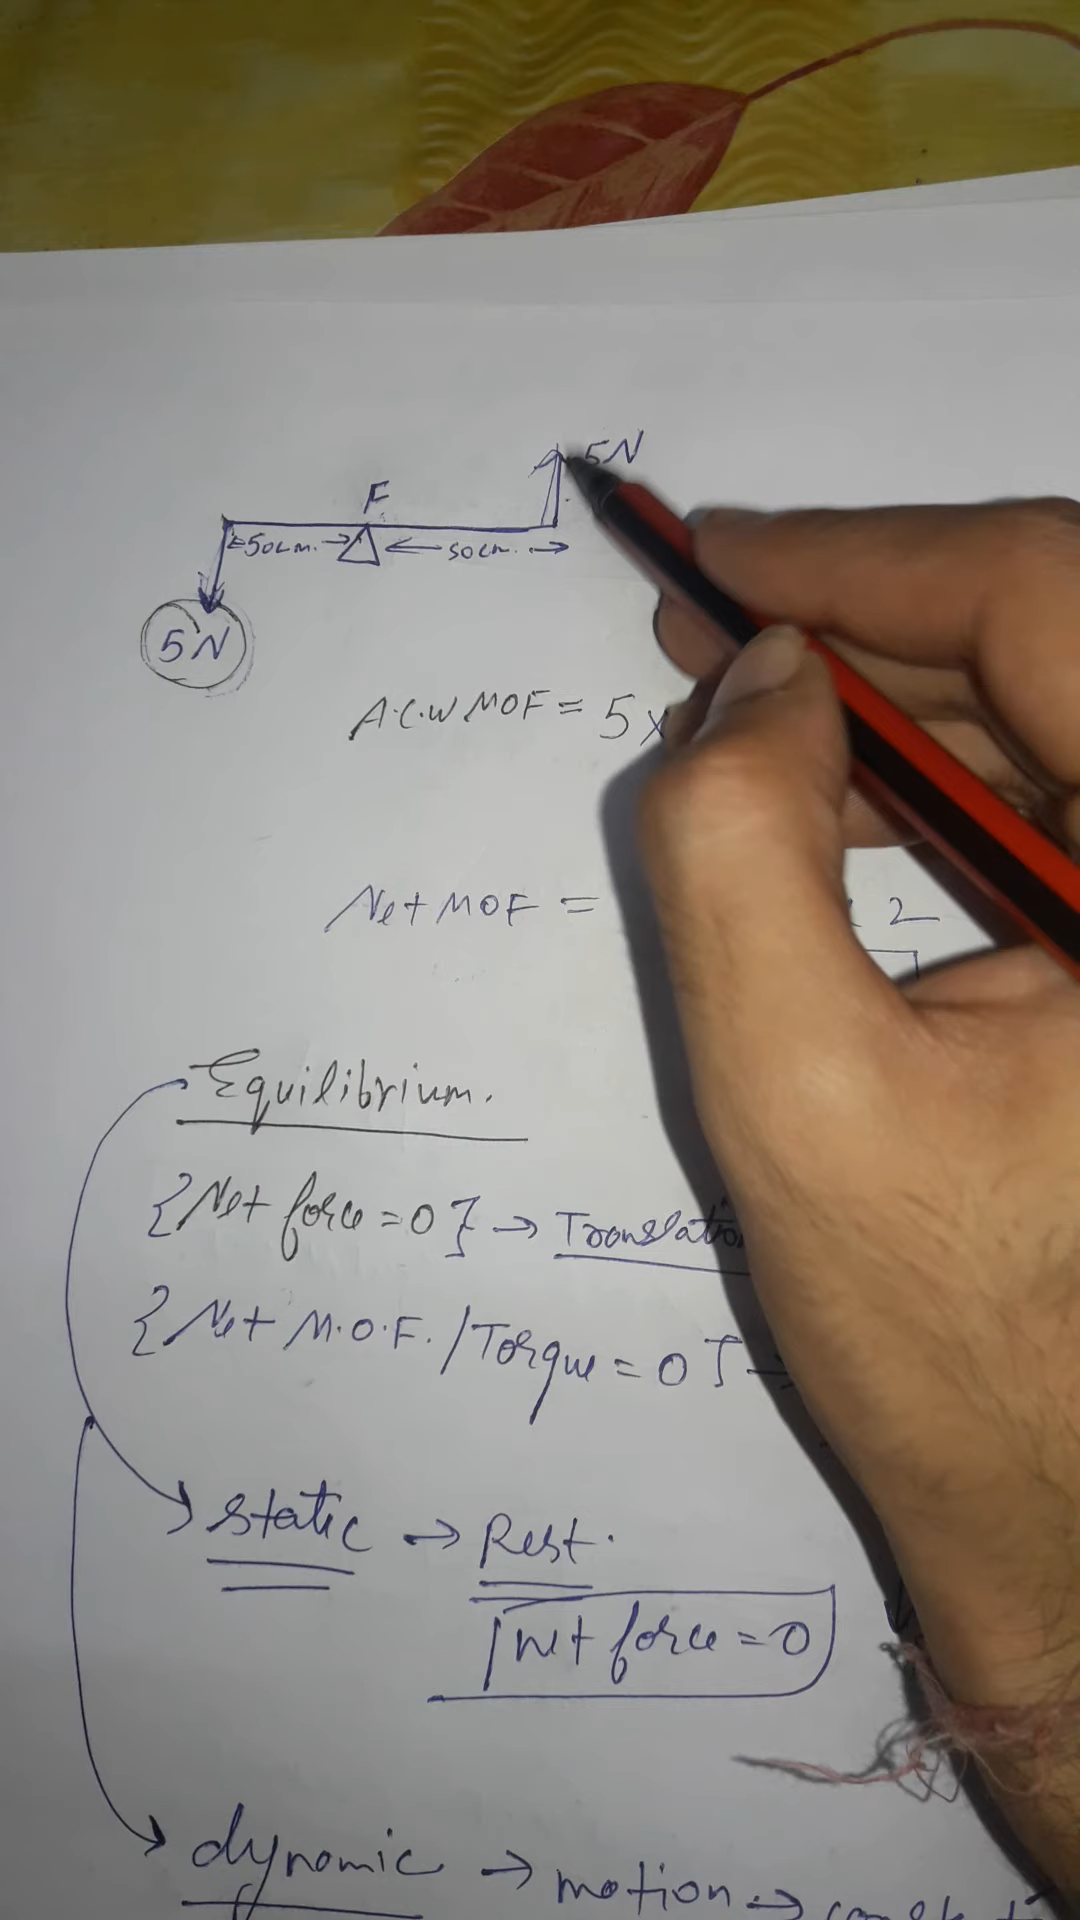 5N
F
50cm. 50cm.
5N
A.C.W MOF = 5 x
Net MOF = 2
Equilibrium.
{Net force = 0} → Translation
{Net M.O.F. / Torque = 0} →
static → Rest.
Net force = 0
dynamic → motion →